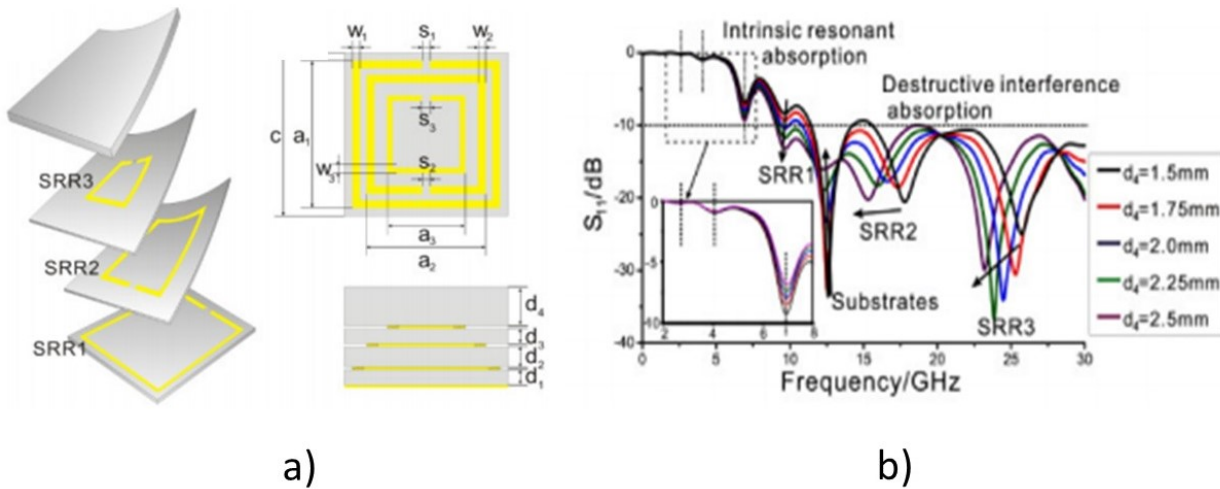 SRR3
SRR2
SRR1
w₁ s₁ w₂
c a₁ s₃
w₃ s₂
a₃
a₂
d₄
d₃
d₂
d₁
a)
Intrinsic resonant
absorption
Destructive interference
absorption
SRR1
SRR2
SRR3
Substrates
0
-10
-20
-30
-40
S₁₁/dB
0
-5
-10
2 4 6 8
0 5 10 15 20 25 30
Frequency/GHz
d₄=1.5mm
d₄=1.75mm
d₄=2.0mm
d₄=2.25mm
d₄=2.5mm
b)